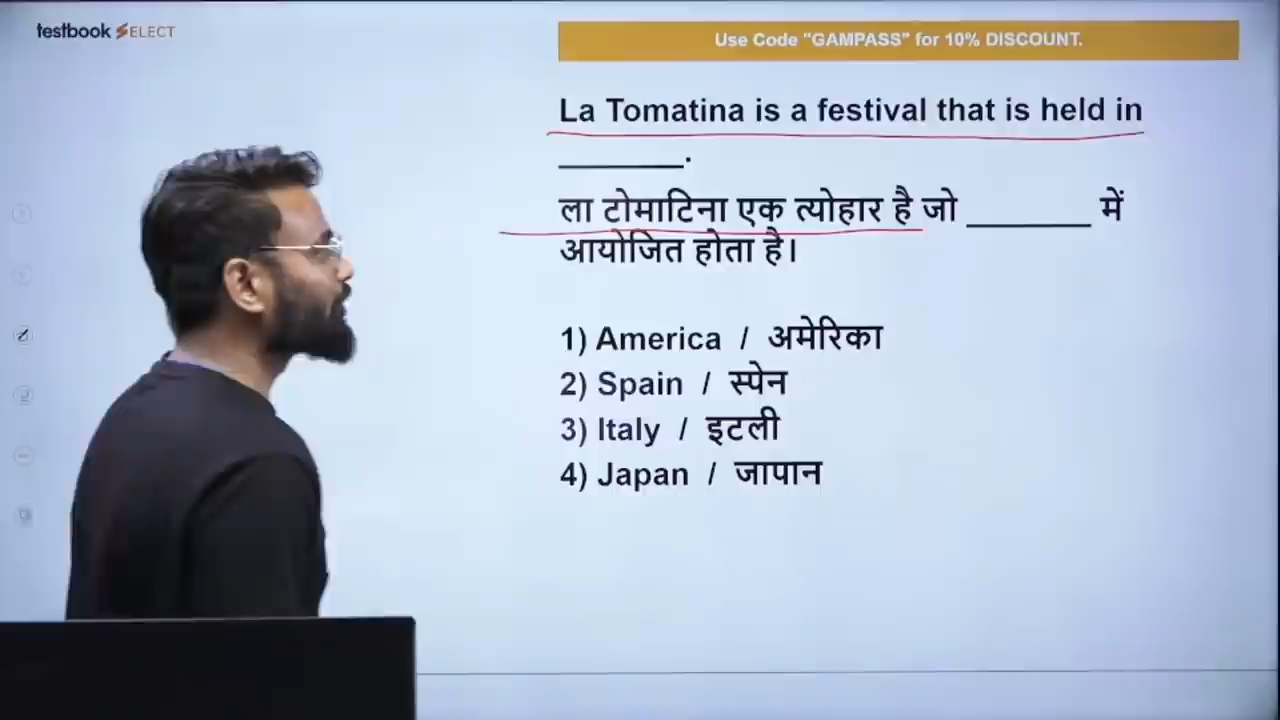 testbook SELECT
Use Code "GAMPASS" for 10% DISCOUNT.
La Tomatina is a festival that is held in
________.
ला टोमाटिना एक त्योहार है जो ________ में
आयोजित होता है।
1) America / अमेरिका
2) Spain / स्पेन
3) Italy / इटली
4) Japan / जापान